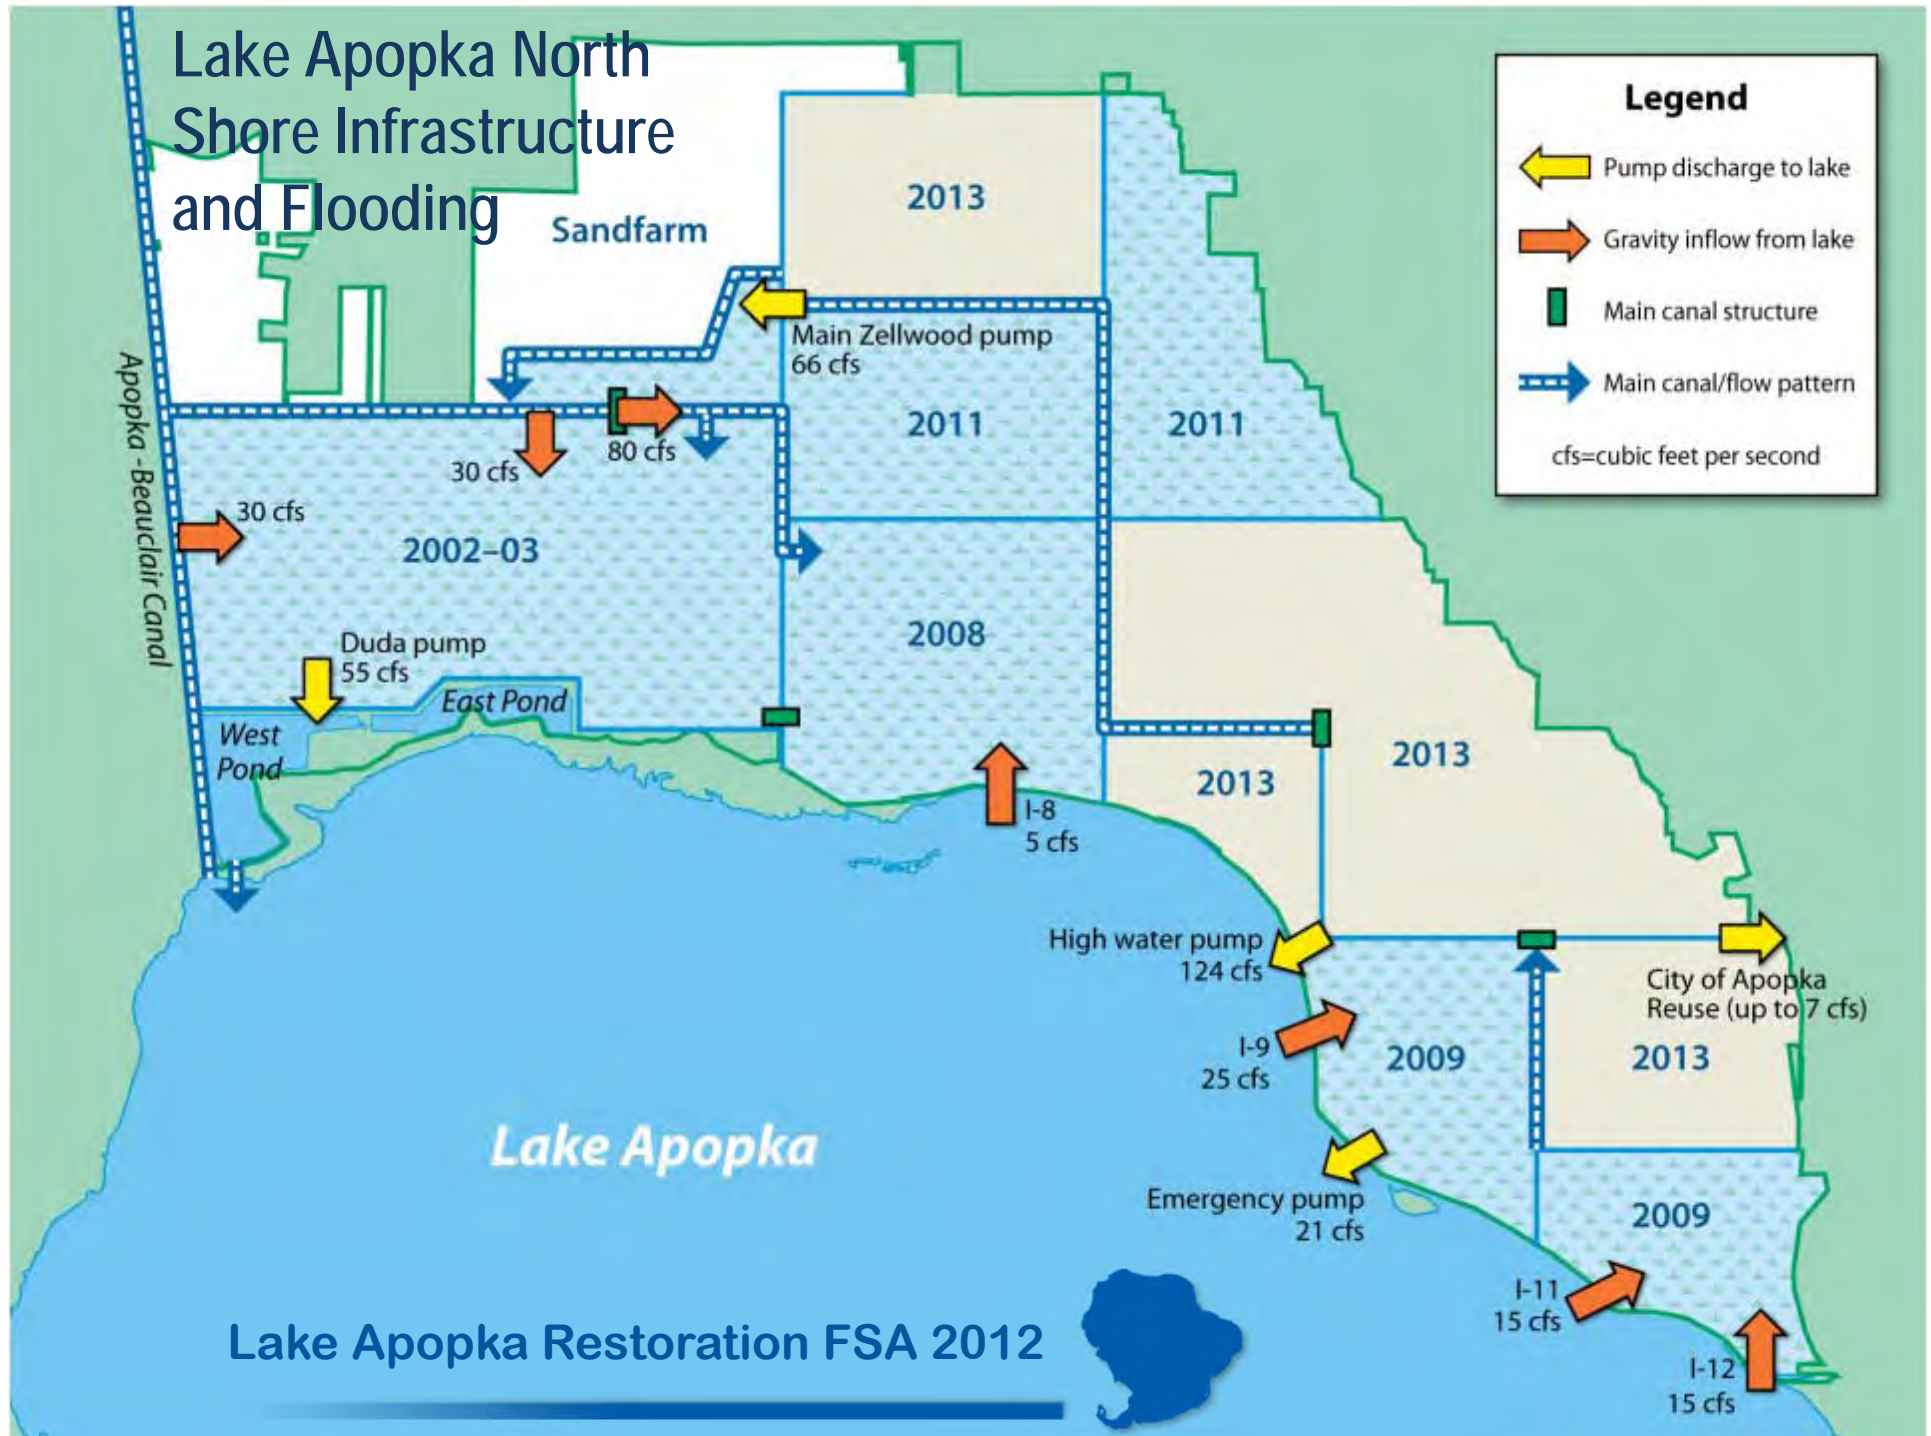 Lake Apopka North
Shore Infrastructure
and Flooding
Legend
Pump discharge to lake
Gravity inflow from lake
Main canal structure
Main canal/flow pattern
cfs=cubic feet per second
Sandfarm
2013
Main Zellwood pump
66 cfs
Apopka-Beauclair Canal
2011
2011
30 cfs
80 cfs
30 cfs
2002–03
2008
Duda pump
55 cfs
East Pond
West
Pond
2013
2013
I-8
5 cfs
High water pump
124 cfs
City of Apopka
Reuse (up to 7 cfs)
I-9
25 cfs
2009
2013
Lake Apopka
Emergency pump
21 cfs
2009
I-11
15 cfs
Lake Apopka Restoration FSA 2012
I-12
15 cfs